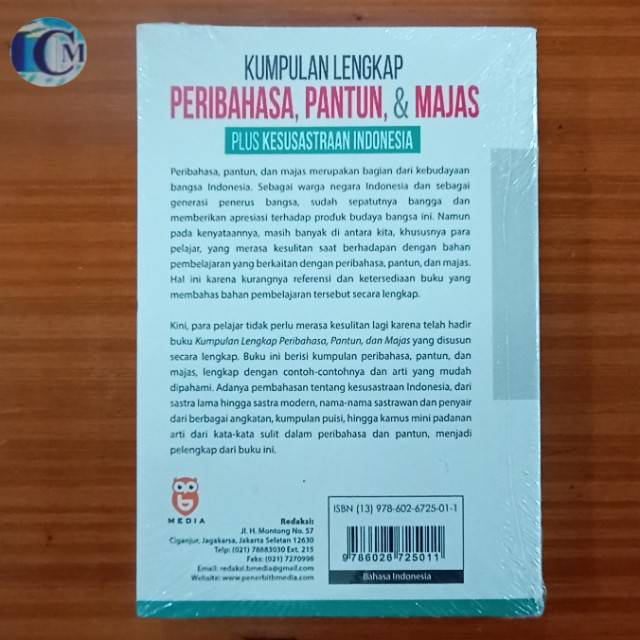 CM
KUMPULAN LENGKAP
PERIBAHASA, PANTUN, & MAJAS
PLUS KESUSASTRAAN INDONESIA
Peribahasa, pantun, dan majas merupakan bagian dari kebudayaan
bangsa Indonesia. Sebagai warga negara Indonesia dan sebagai
generasi penerus bangsa, sudah sepatutnya bangga dan
memberikan apresiasi terhadap produk budaya bangsa ini. Namun
pada kenyataannya, masih banyak di antara kita, khususnya para
pelajar, yang merasa kesulitan saat berhadapan dengan bahan
pembelajaran yang berkaitan dengan peribahasa, pantun, dan majas.
Hal ini karena kurangnya referensi dan ketersediaan buku yang
membahas bahan pembelajaran tersebut secara lengkap.
Kini, para pelajar tidak perlu merasa kesulitan lagi karena telah hadir
buku Kumpulan Lengkap Peribahasa, Pantun, dan Majas yang disusun
secara lengkap. Buku ini berisi kumpulan peribahasa, pantun, dan
majas, lengkap dengan contoh-contohnya dan arti yang mudah
dipahami. Adanya pembahasan tentang kesusastraan Indonesia, dari
sastra lama hingga sastra modern, nama-nama sastrawan dan penyair
dari berbagai angkatan, kumpulan puisi, hingga kamus mini padanan
arti dari kata-kata sulit dalam peribahasa dan pantun, menjadi
pelengkap dari buku ini.
MEDIA
Redaksi:
Jl. H. Montong No. 57
Ciganjur, Jagakarsa, Jakarta Selatan 12630
Telp: (021) 78883030 Ext. 215
Faks: (021) 7270996
Email: redaksi.bmedia@gmail.com
Website: www.penerbitbmedia.com
ISBN (13) 978-602-6725-01-1
9 786026 725011
Bahasa Indonesia